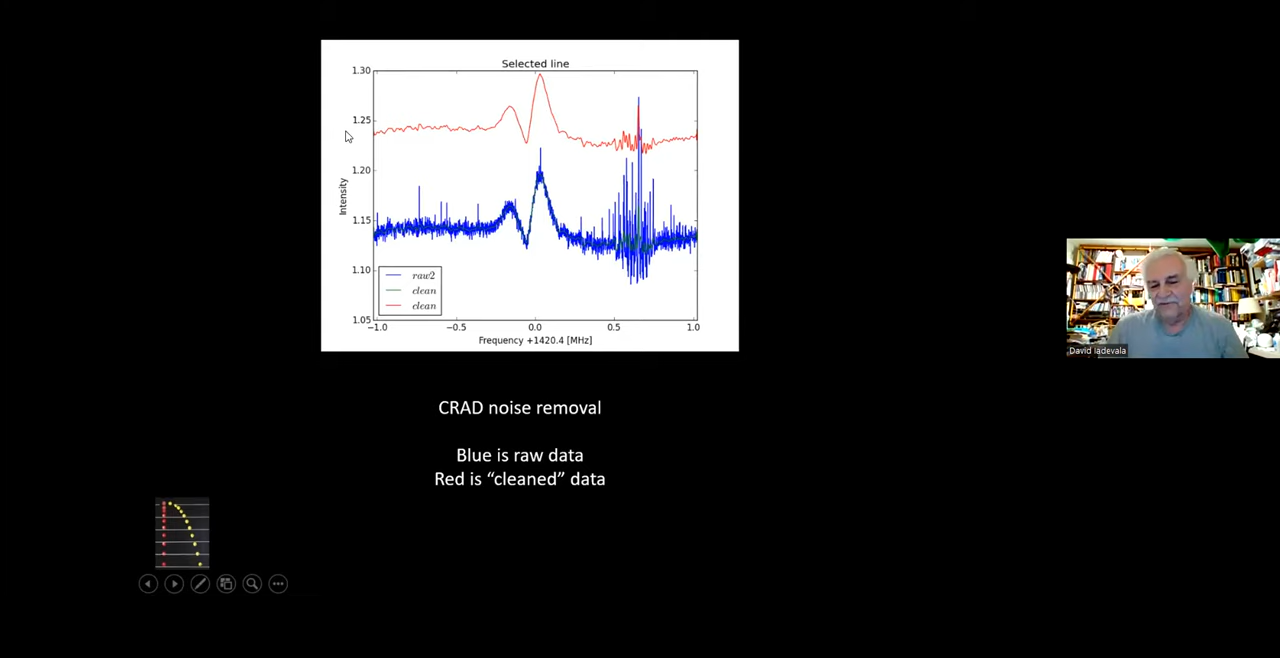 Selected line
1.30
1.25
1.20
1.15
1.10
1.05
Intensity
raw2
clean
clean
−1.0 −0.5 0.0 0.5 1.0
Frequency +1420.4 [MHz]
David Iadevala
CRAD noise removal
Blue is raw data
Red is “cleaned” data